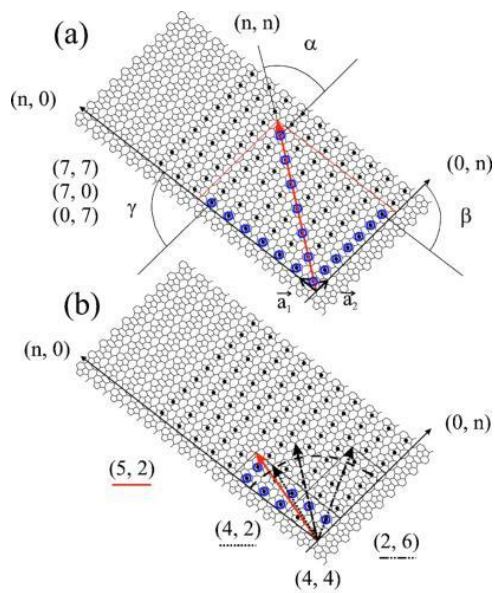 (a)
(n, n)
α
(n, 0)
(7, 7)
(7, 0)
(0, 7)
γ
(0, n)
β
a₁
a₂
(b)
(n, 0)
(0, n)
(5, 2)
(4, 2)
(2, 6)
(4, 4)